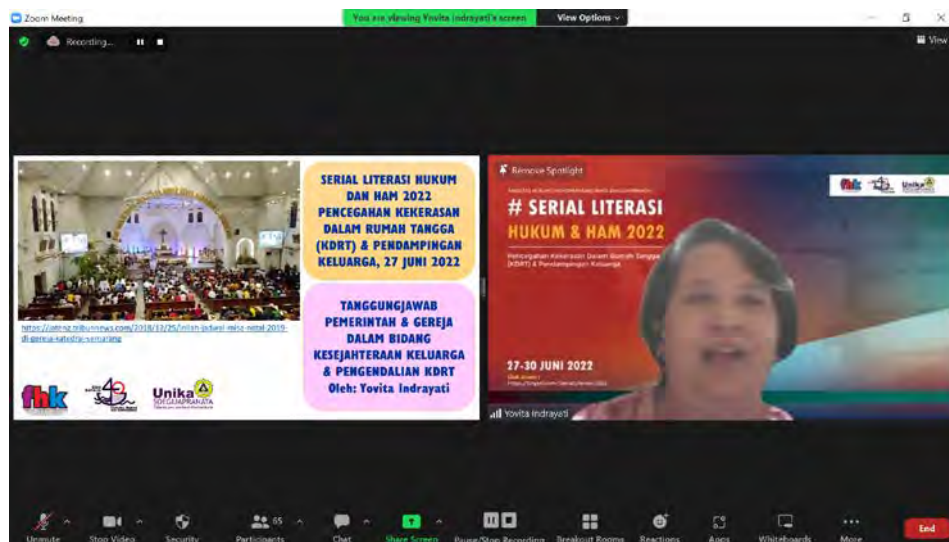 Zoom Meeting
You are viewing Yovita Indrayati's screen
View Options
Recording...
View
SERIAL LITERASI HUKUM
DAN HAM 2022
PENCEGAHAN KEKERASAN
DALAM RUMAH TANGGA
(KDRT) & PENDAMPINGAN
KELUARGA, 27 JUNI 2022
TANGGUNGJAWAB
PEMERINTAH & GEREJA
DALAM BIDANG
KESEJAHTERAAN KELUARGA
& PENGENDALIAN KDRT
Oleh: Yovita Indrayati
fhk
Unika
SOEGIJAPRANATA
Remove Spotlight
# SERIAL LITERASI
HUKUM & HAM 2022
Pencegahan Kekerasan Dalam Rumah Tangga
(KDRT) & Pendampingan Keluarga
27-30 JUNI 2022
fhk
Unika
Yovita Indrayati
Unmute
Stop Video
Security
65
Participants
Chat
Share Screen
Pause/Stop Recording
Breakout Rooms
Reactions
Apps
Whiteboards
More
End